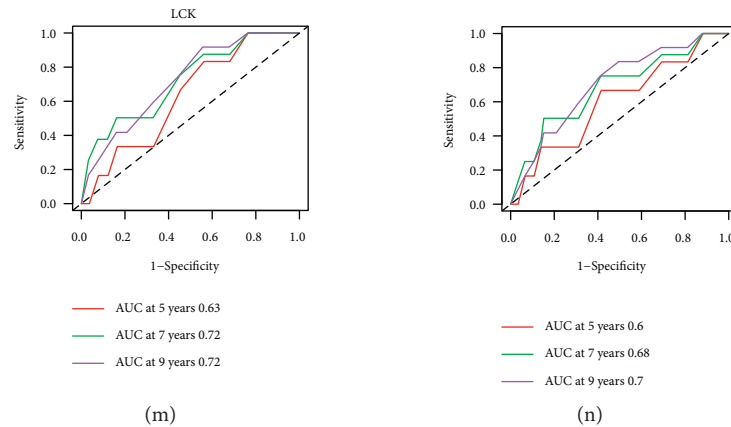 LCK
1.0
0.8
0.6
0.4
0.2
0.0
Sensitivity
0.0 0.2 0.4 0.6 0.8 1.0
1−Specificity
AUC at 5 years 0.63
AUC at 7 years 0.72
AUC at 9 years 0.72
(m)
1.0
0.8
0.6
0.4
0.2
0.0
Sensitivity
0.0 0.2 0.4 0.6 0.8 1.0
1−Specificity
AUC at 5 years 0.6
AUC at 7 years 0.68
AUC at 9 years 0.7
(n)